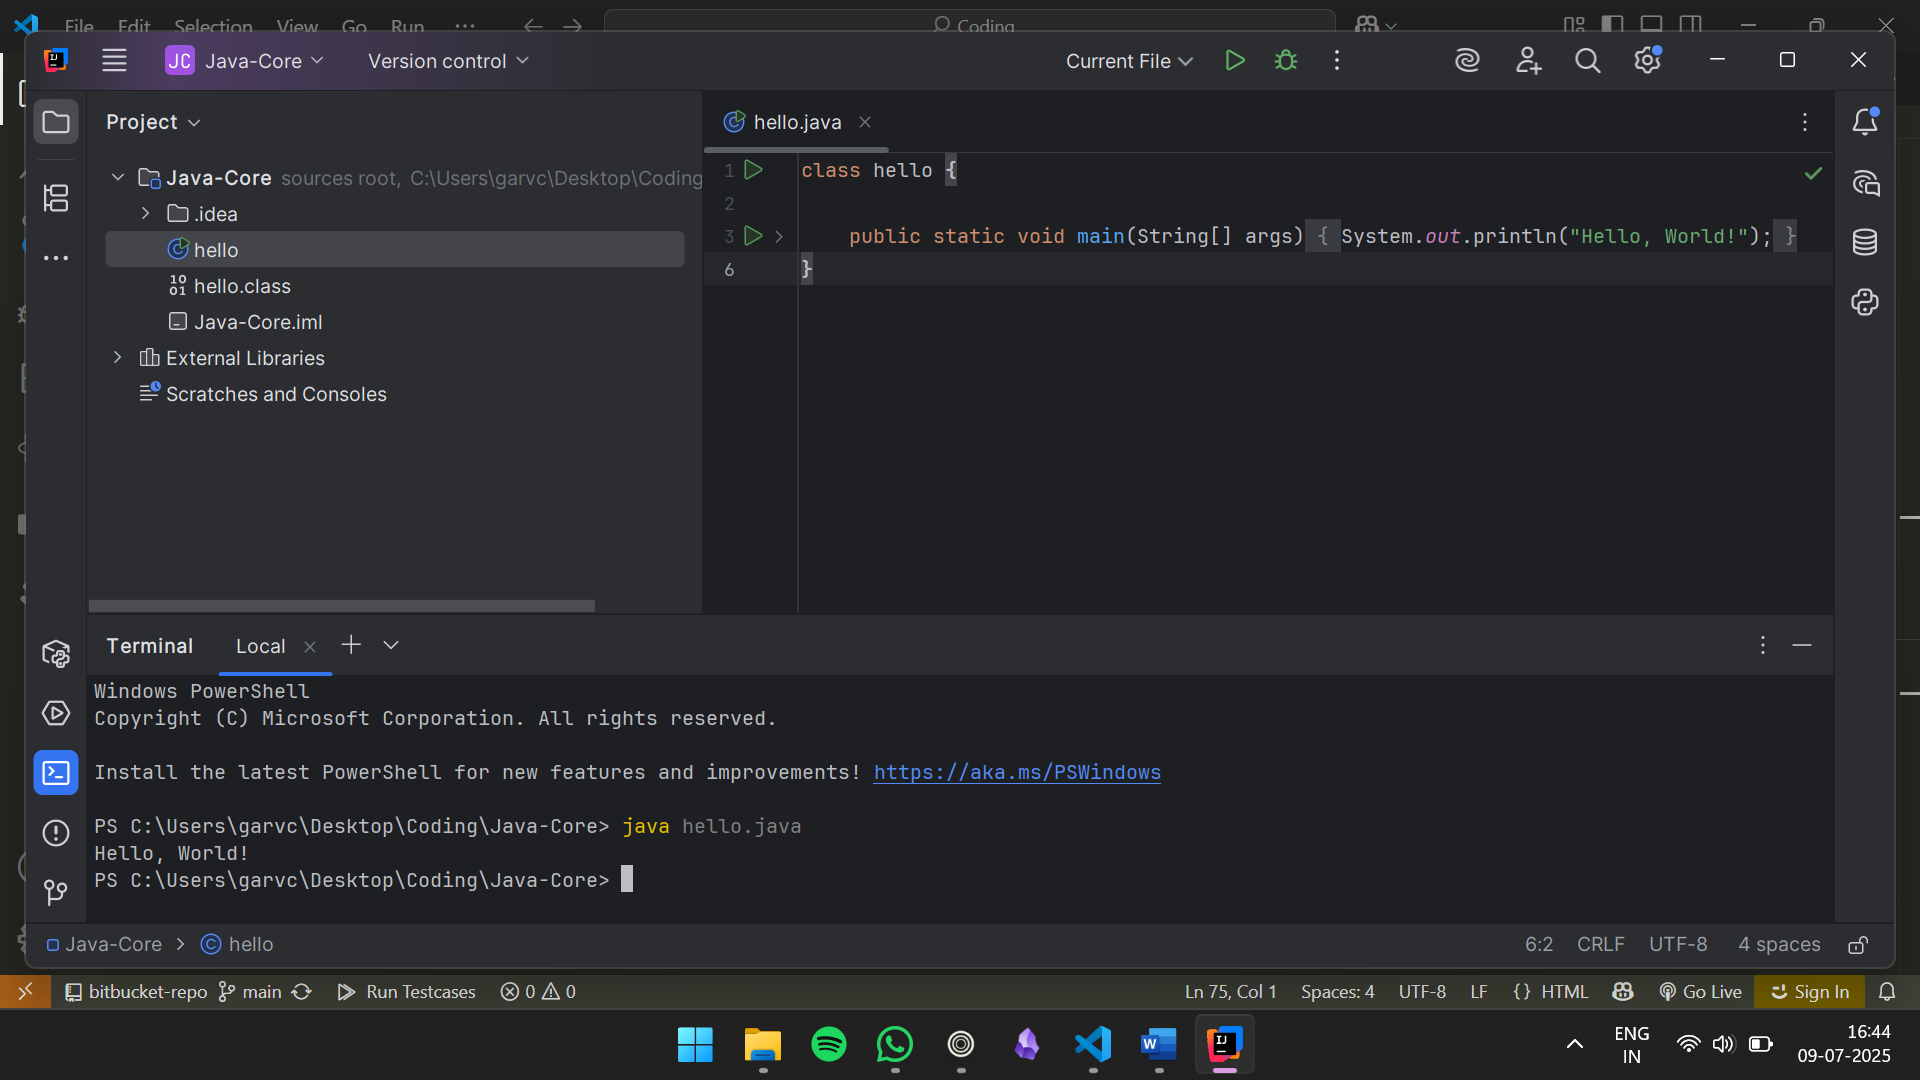 File Edit Selection View Go Run ··· Coding
JC Java-Core Version control Current File
Project
hello.java
Java-Core sources root, C:\Users\garvc\Desktop\Coding
.idea
hello
hello.class
Java-Core.iml
External Libraries
Scratches and Consoles
1 class hello {
2
3 public static void main(String[] args) { System.out.println("Hello, World!"); }
6 }
Terminal Local
Windows PowerShell
Copyright (C) Microsoft Corporation. All rights reserved.
Install the latest PowerShell for new features and improvements! https://aka.ms/PSWindows
PS C:\Users\garvc\Desktop\Coding\Java-Core> java hello.java
Hello, World!
PS C:\Users\garvc\Desktop\Coding\Java-Core>
Java-Core > hello 6:2 CRLF UTF-8 4 spaces
bitbucket-repo main Run Testcases 0 0 Ln 75, Col 1 Spaces: 4 UTF-8 LF {} HTML Go Live Sign In
ENG
IN
16:44
09-07-2025